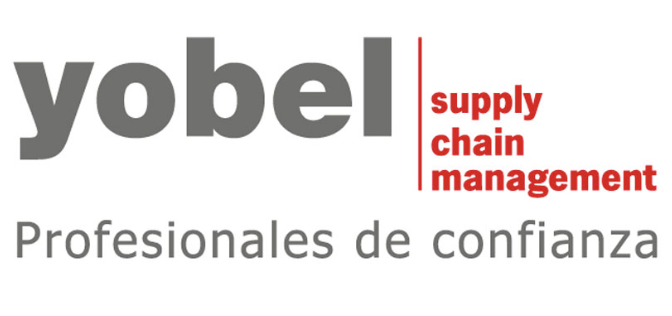 yobel
supply
chain
management
Profesionales de confianza